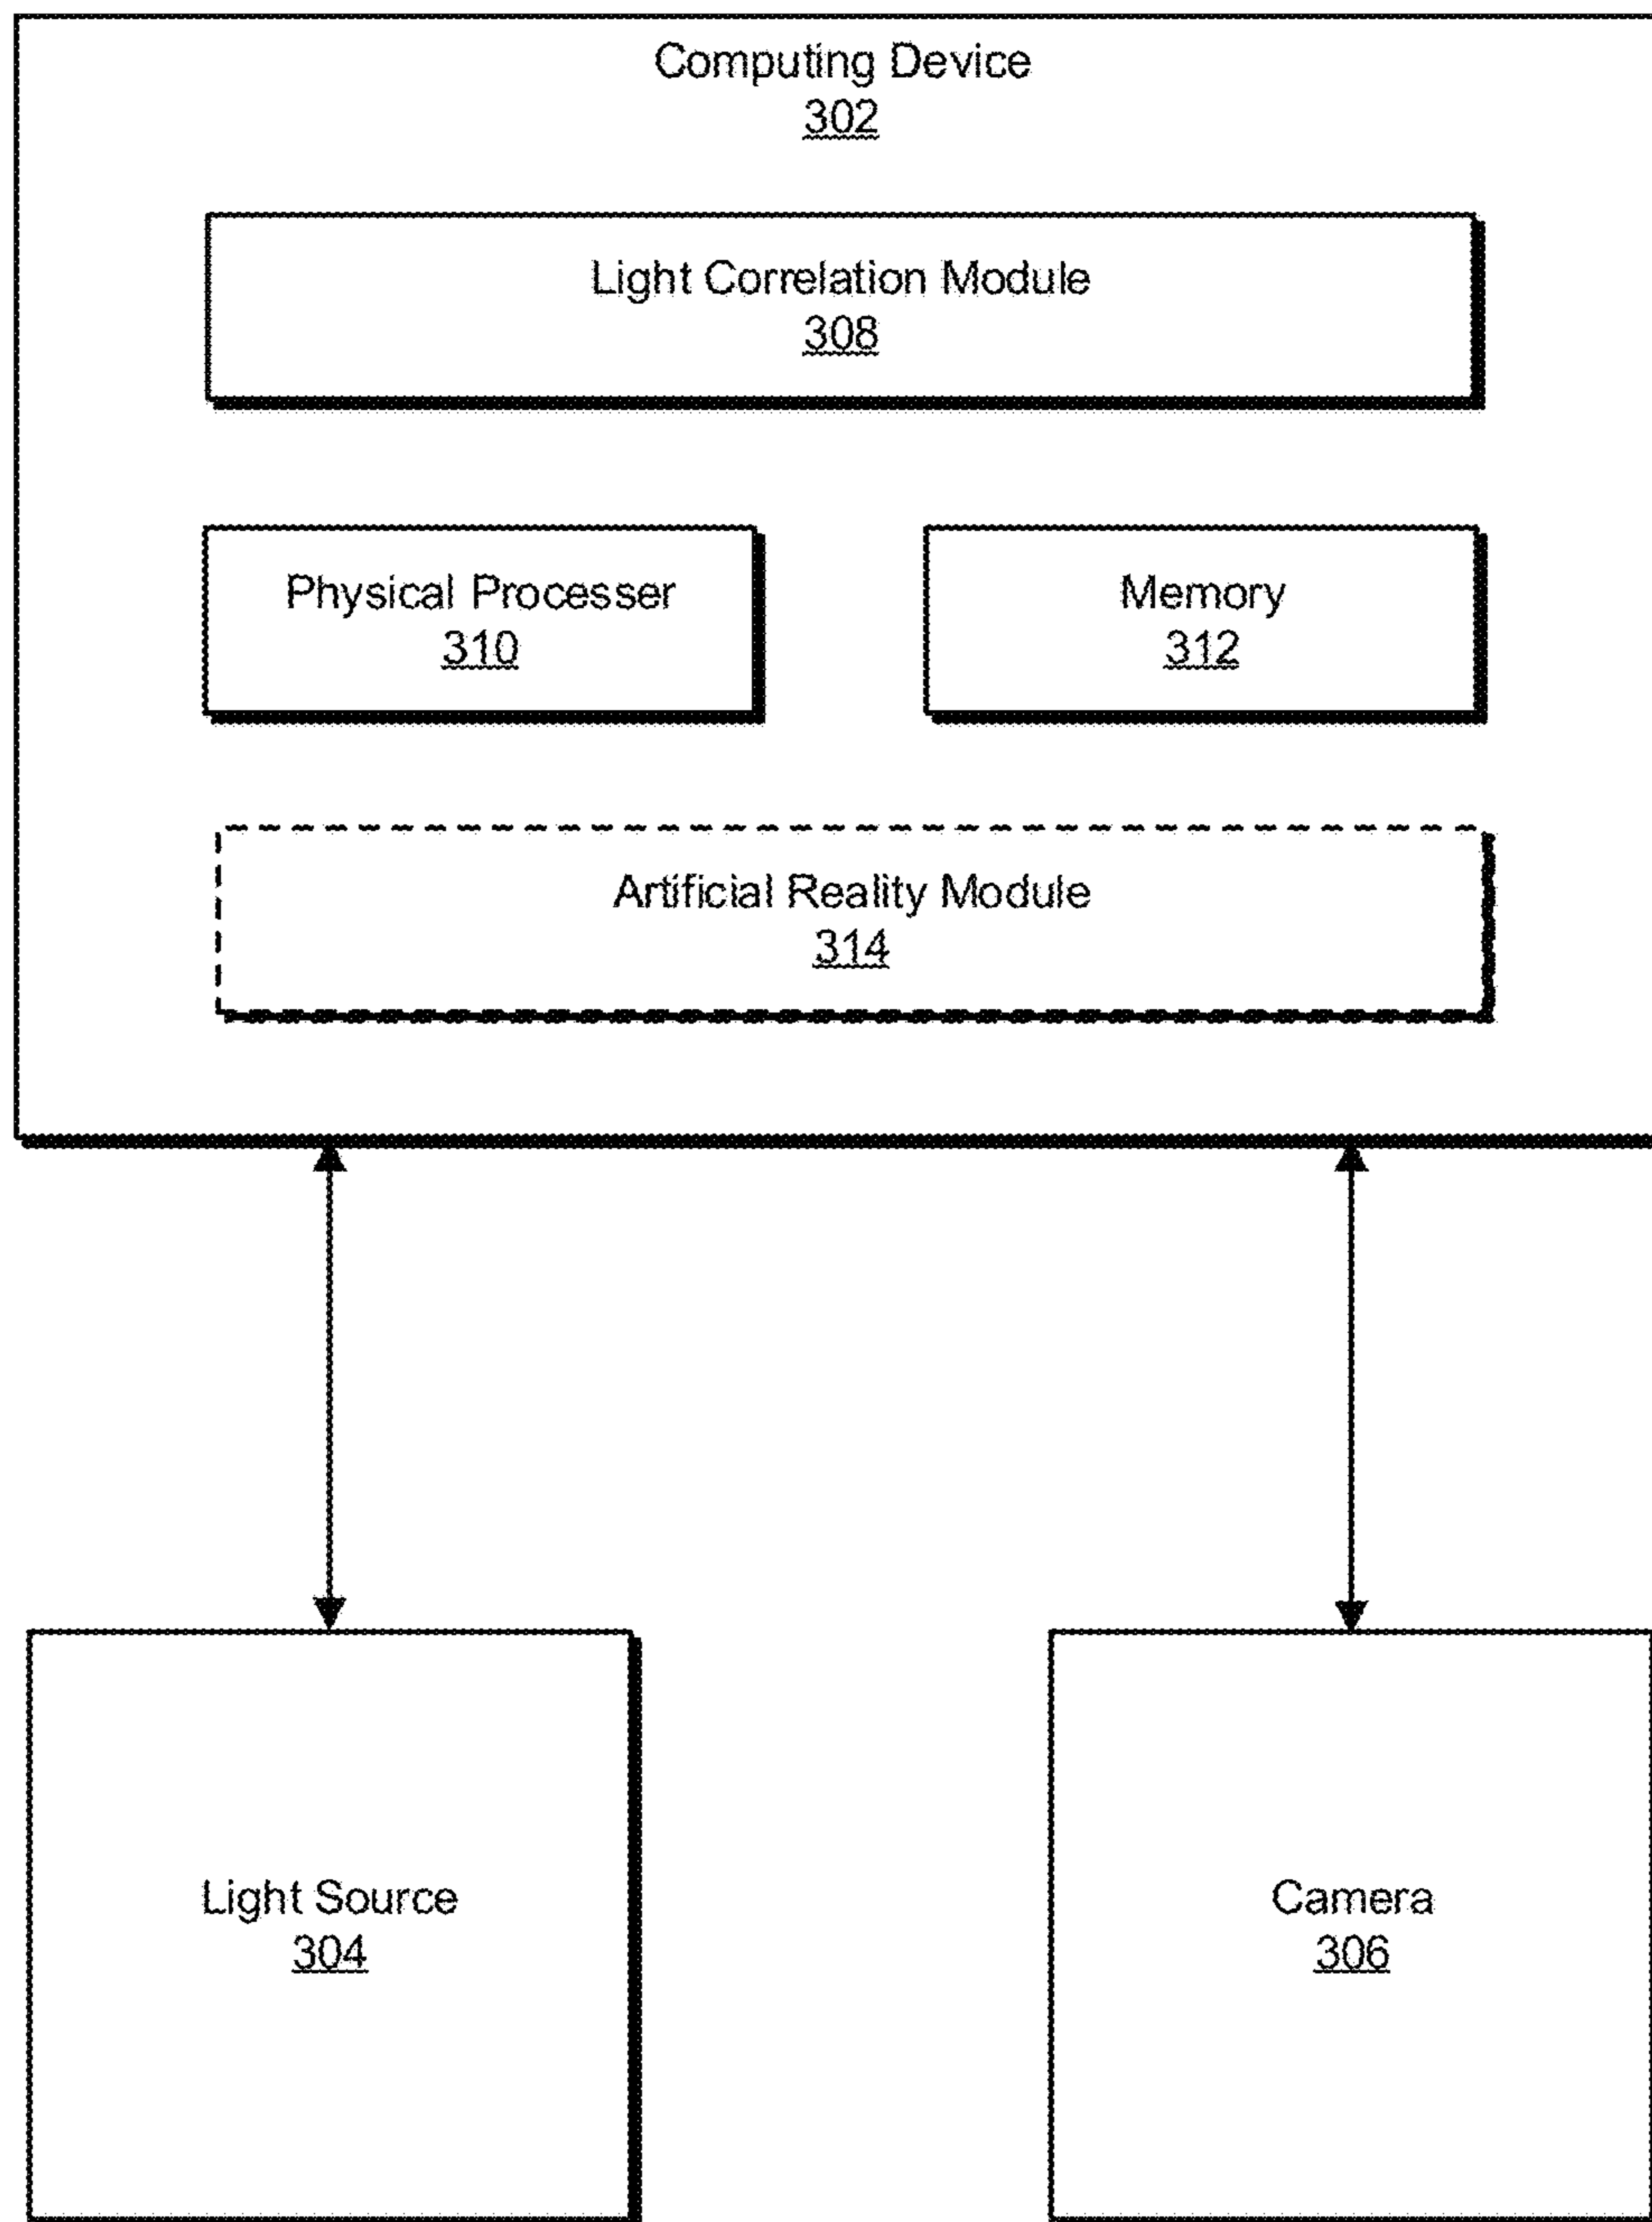 Computing Device
302
Light Correlation Module
308
Physical Processer
310
Memory
312
Artificial Reality Module
314
Light Source
304
Camera
306